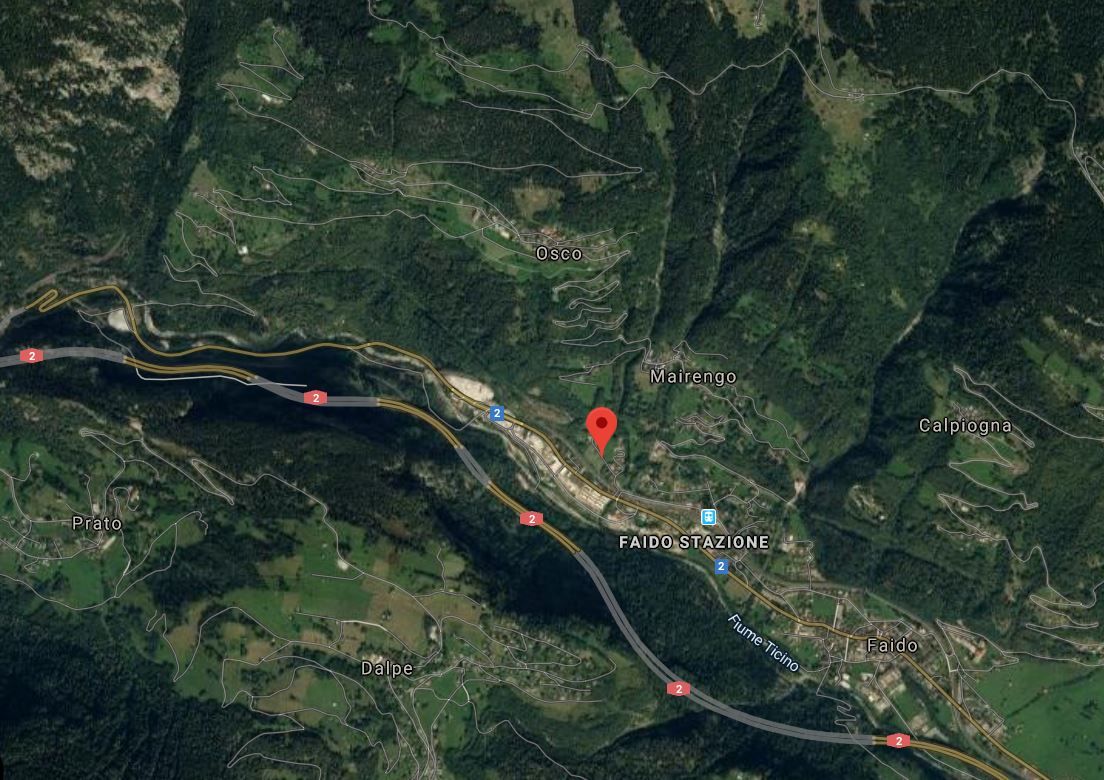 Osco
2
Mairengo
2
2
Calpiogna
Prato
2
FAIDO STAZIONE
2
Fiume Ticino
Faido
Dalpe
2
2